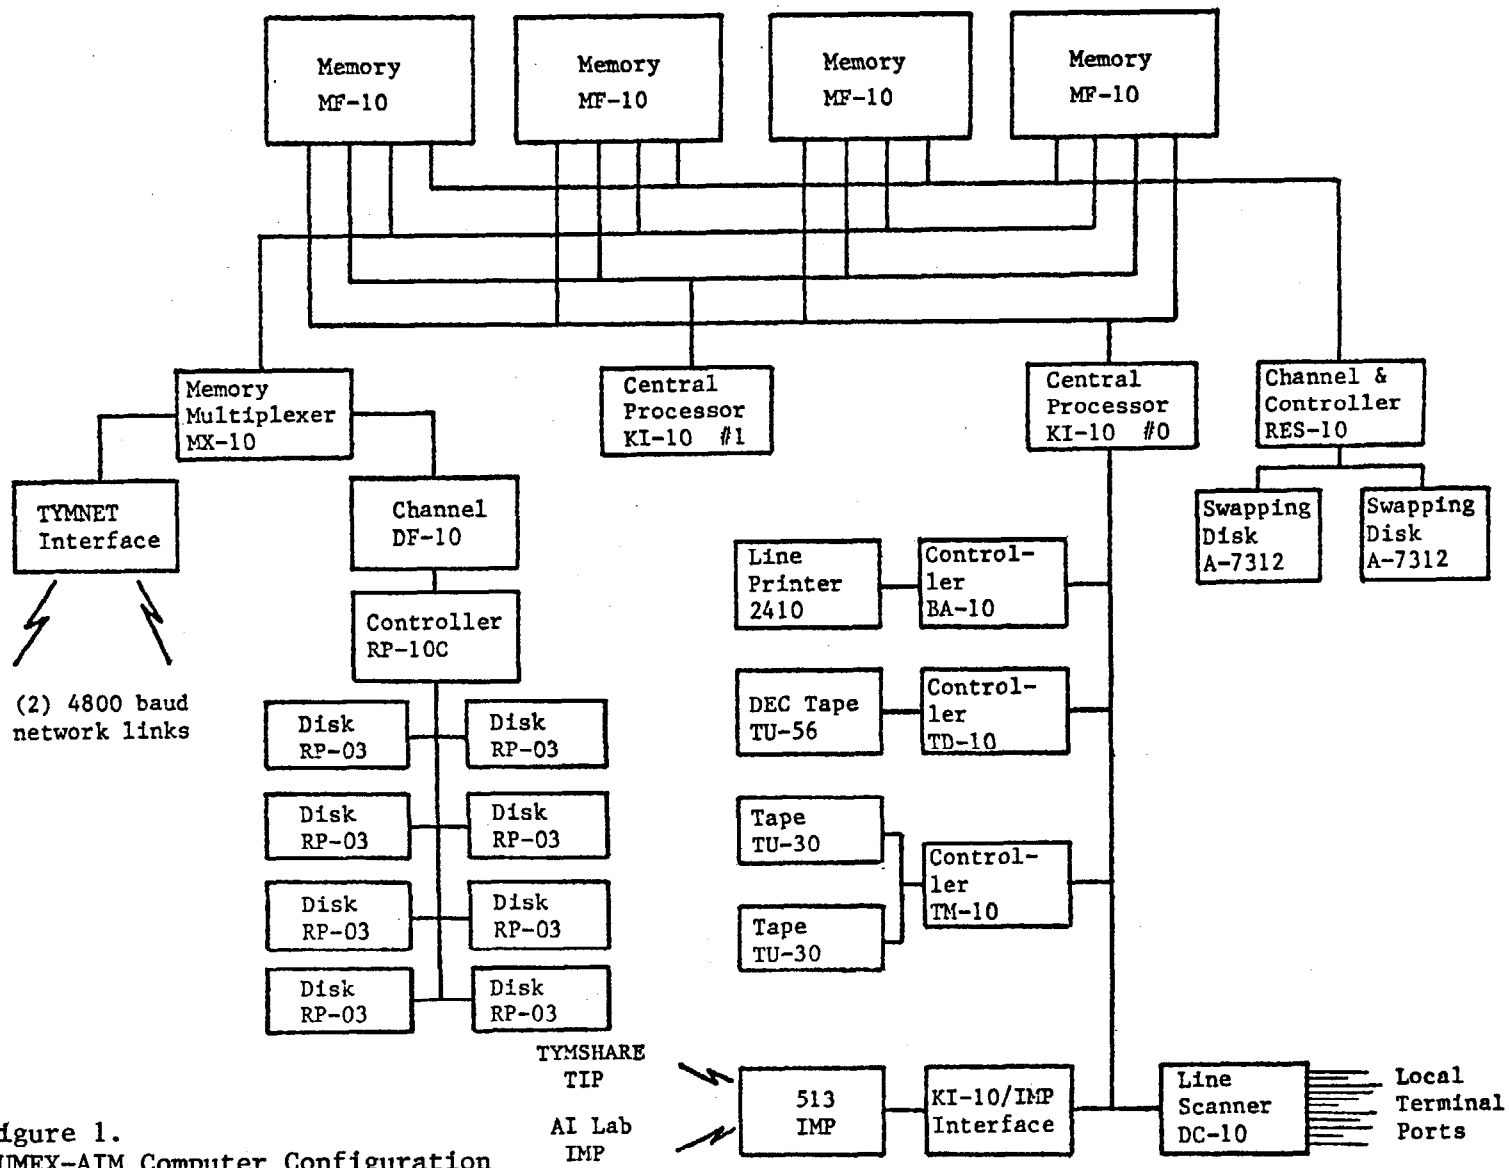 Memory
MF-10
Memory
MF-10
Memory
MF-10
Memory
MF-10
Memory
Multiplexer
MX-10
Central
Processor
KI-10 #1
Central
Processor
KI-10 #0
Channel &
Controller
RES-10
TYMNET
Interface
Channel
DF-10
Swapping
Disk
A-7312
Swapping
Disk
A-7312
Line
Printer
2410
Control-
ler
BA-10
Controller
RP-10C
(2) 4800 baud
network links
DEC Tape
TU-56
Control-
ler
TD-10
Disk
RP-03
Disk
RP-03
Disk
RP-03
Disk
RP-03
Disk
RP-03
Disk
RP-03
Disk
RP-03
Disk
RP-03
Tape
TU-30
Tape
TU-30
Control-
ler
TM-10
TYMSHARE
TIP
AI Lab
IMP
513
IMP
KI-10/IMP
Interface
Line
Scanner
DC-10
Local
Terminal
Ports
igure 1.
UMEX-AIM Computer Configuration